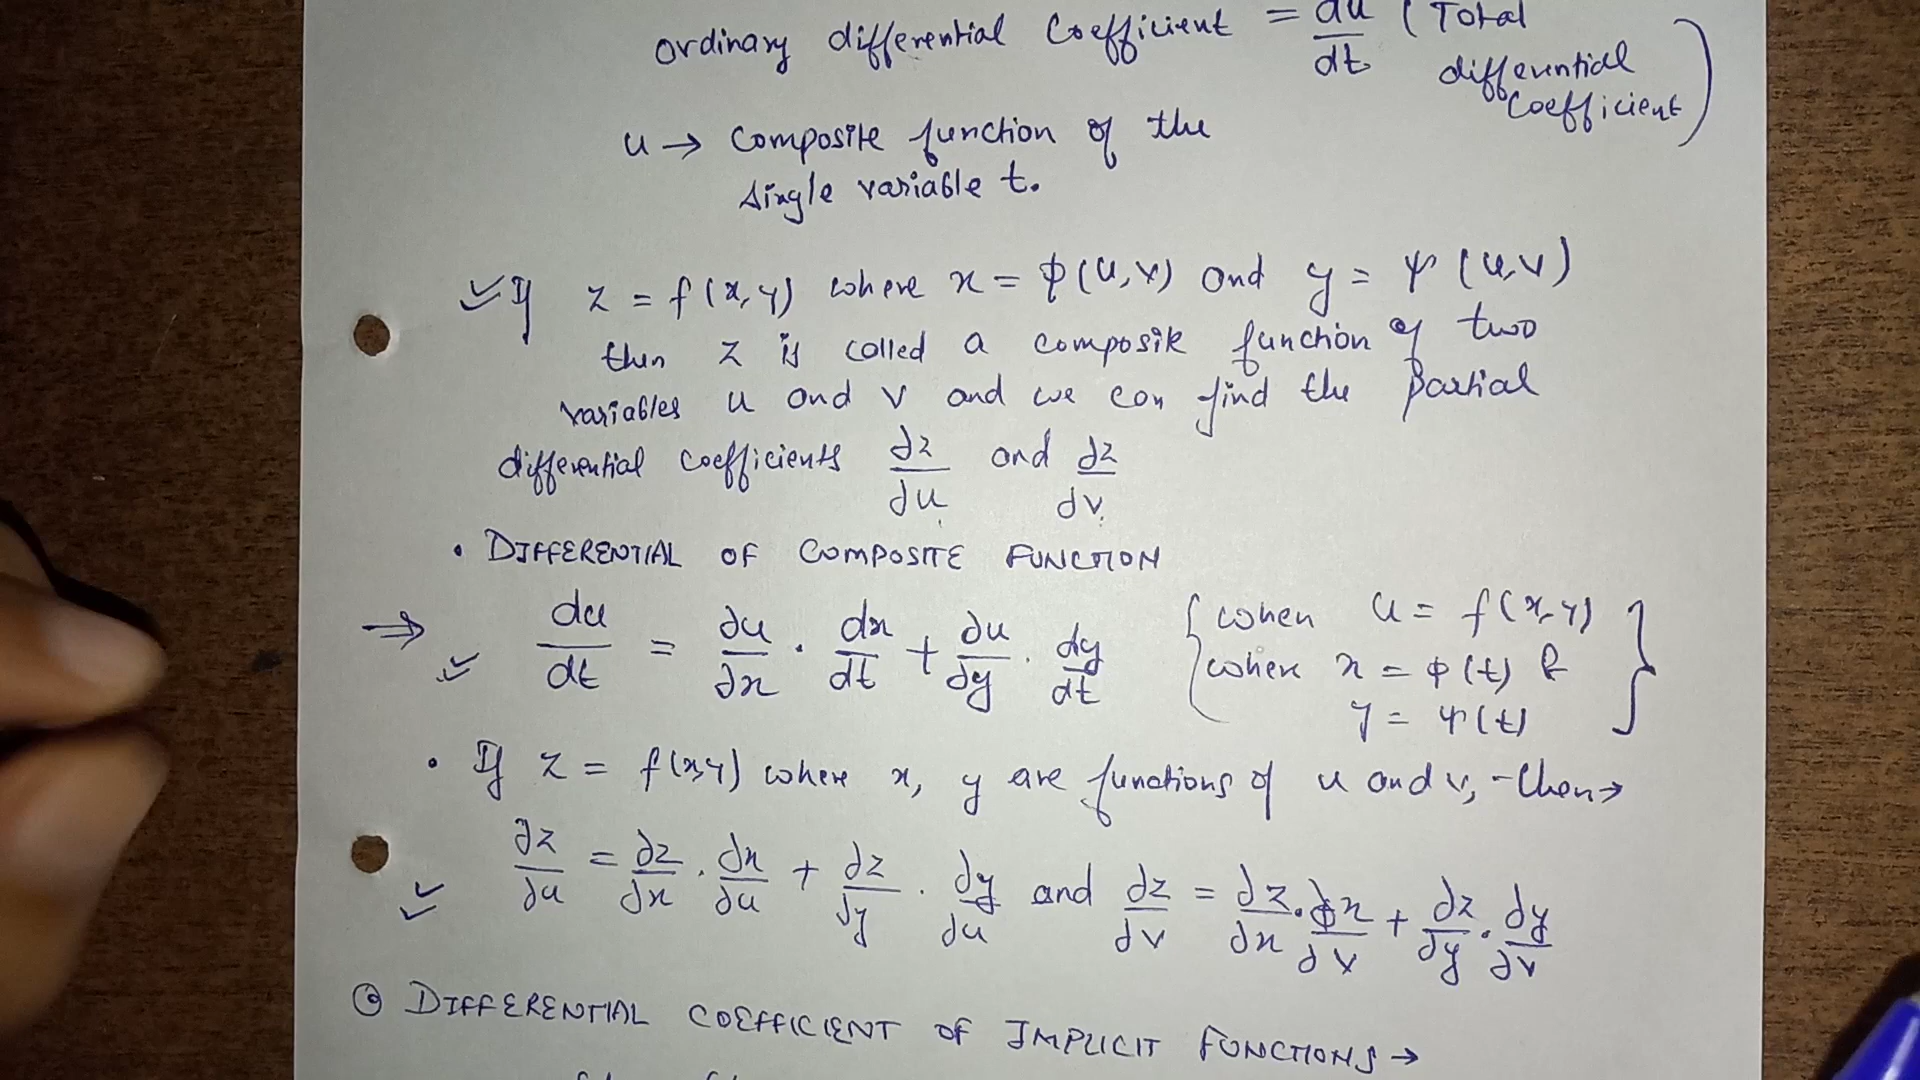 ordinary differential Coefficient = du/dt (Total differential Coefficient)
u → Composite function of the
single variable t.
If z = f(x,y) where x = ϕ(u,v) and y = ψ(u,v)
then z is called a composite function of two
variables u and v and we can find the partial
differential coefficients ∂z/∂u and ∂z/∂v.
• DIFFERENTIAL OF COMPOSITE FUNCTION
⇒ du/dt = ∂u/∂x · dx/dt + ∂u/∂y · dy/dt {when u = f(x,y)
where x = ϕ(t) &
y = ψ(t)}
• If z = f(x,y) where x, y are functions of u and v, then →
∂z/∂u = ∂z/∂x · ∂x/∂u + ∂z/∂y · ∂y/∂u and ∂z/∂v = ∂z/∂x · ∂x/∂v + ∂z/∂y · ∂y/∂v
DIFFERENTIAL COEFFICIENT OF IMPLICIT FUNCTIONS →